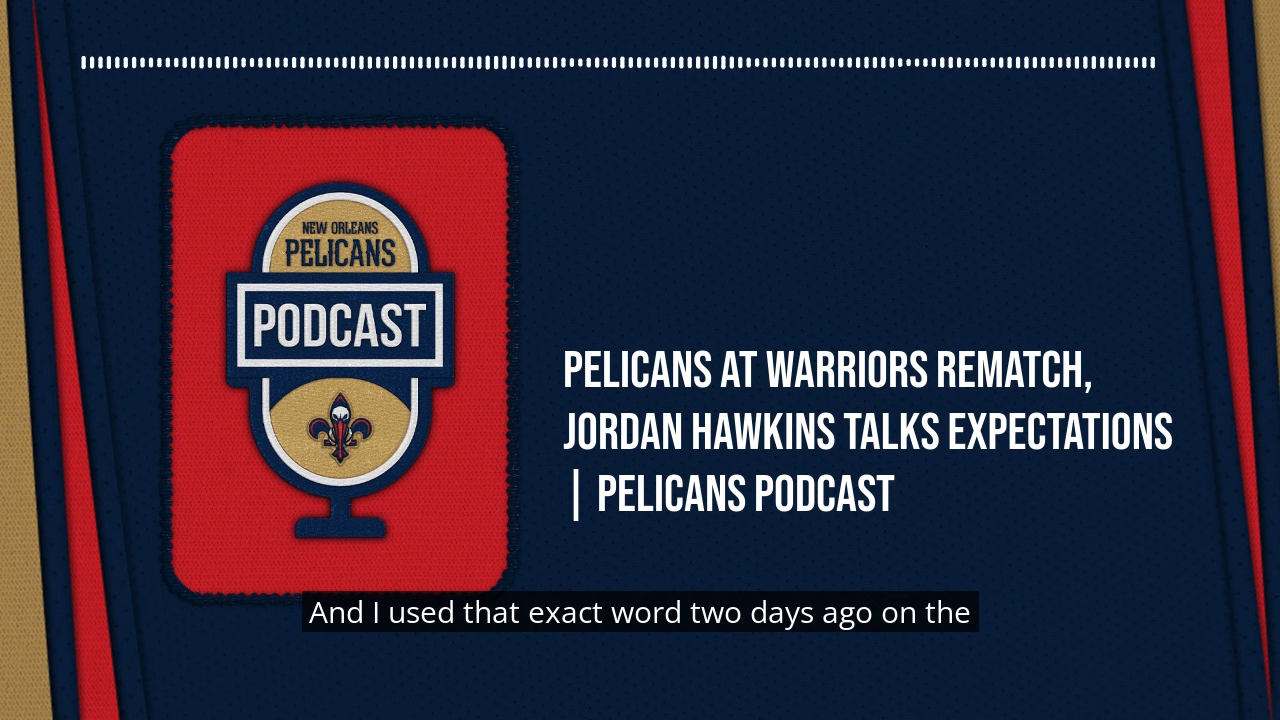 NEW ORLEANS
PELICANS
PODCAST
PELICANS AT WARRIORS REMATCH,
JORDAN HAWKINS TALKS EXPECTATIONS
| PELICANS PODCAST
And I used that exact word two days ago on the